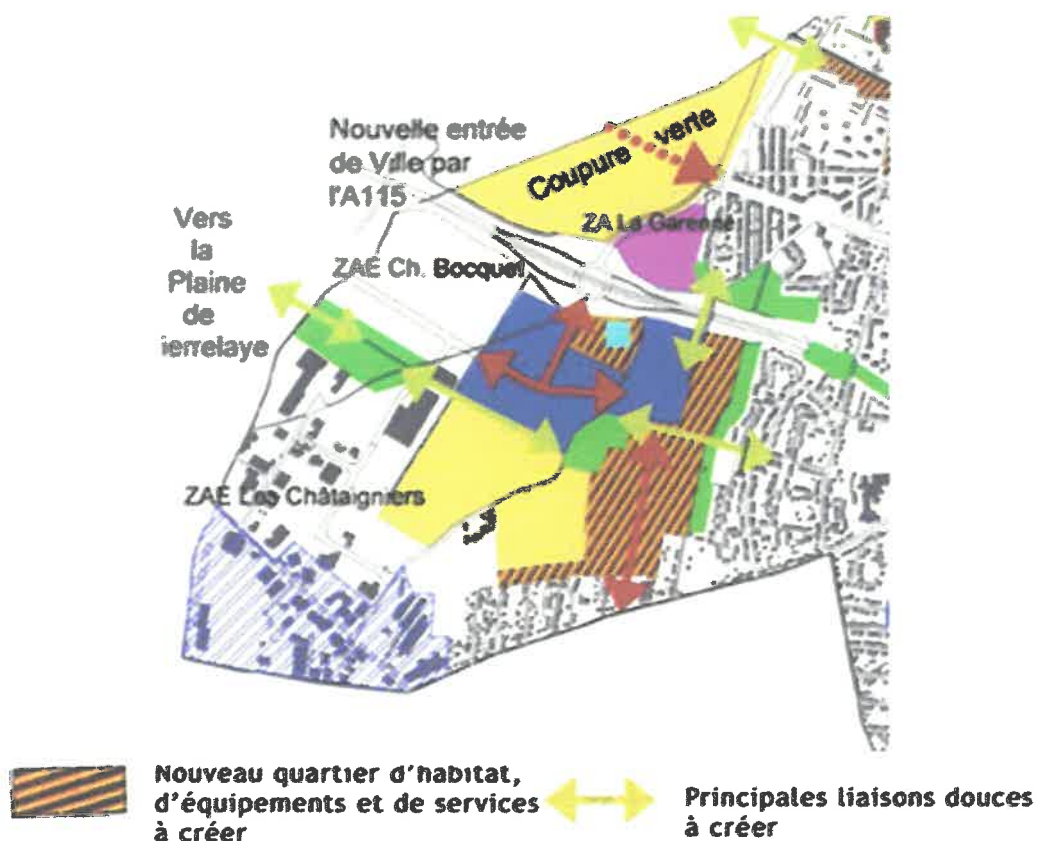 Nouvelle entrée
de Ville par
l'A115
Coupure verte
ZA La Garenne
Vers
la
Plaine
de
ierrelaye
ZAE Ch. Bocquet
ZAE Les Châtaigniers
Nouveau quartier d'habitat,
d'équipements et de services
à créer
Principales liaisons douces
à créer